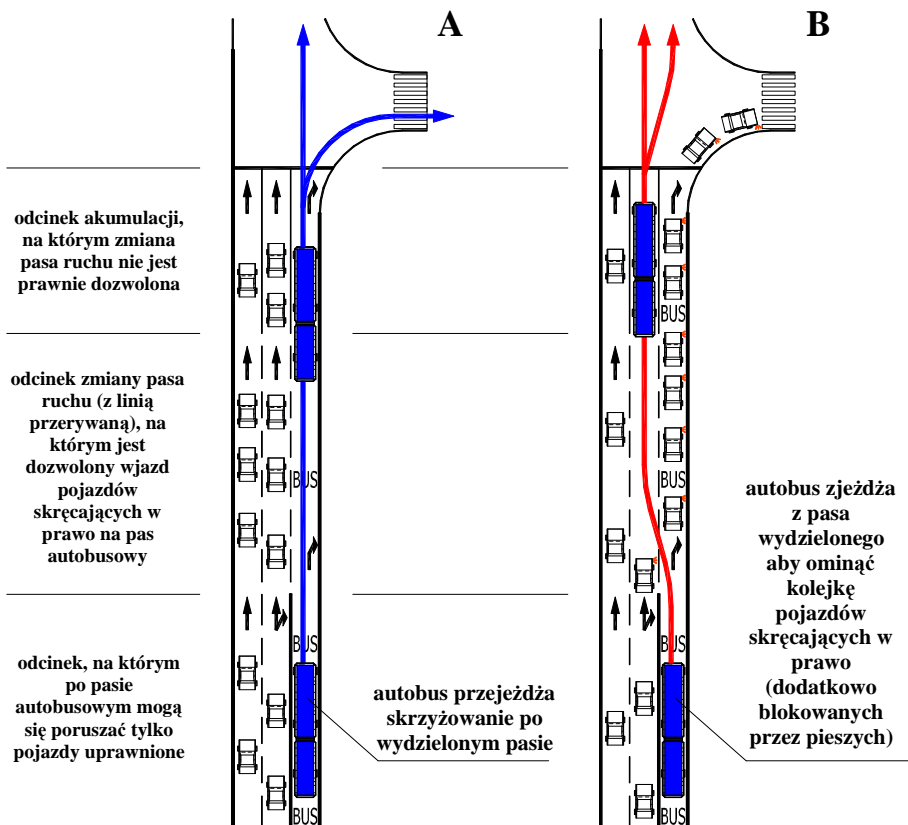 A
B
odcinek akumulacji,
na którym zmiana
pasa ruchu nie jest
prawnie dozwolona
odcinek zmiany pasa
ruchu (z linią
przerywaną), na
którym jest
dozwolony wjazd
pojazdów
skręcających w
prawo na pas
autobusowy
odcinek, na którym
po pasie
autobusowym mogą
się poruszać tylko
pojazdy uprawnione
BUS
BUS
BUS
autobus przejeżdża
skrzyżowanie po
wydzielonym pasie
BUS
BUS
BUS
BUS
autobus zjeżdża
z pasa
wydzielonego
aby ominąć
kolejkę
pojazdów
skręcających w
prawo
(dodatkowo
blokowanych
przez pieszych)